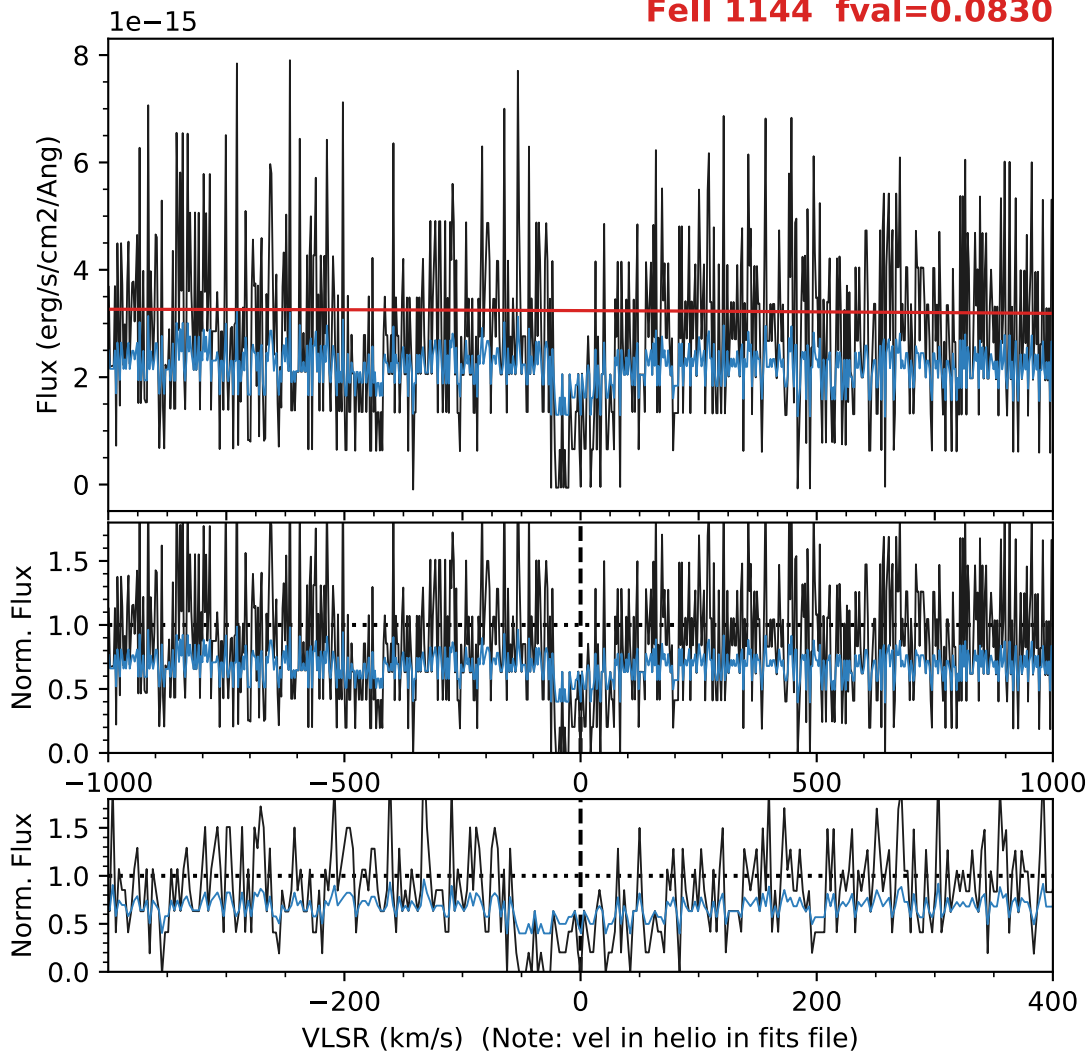 1e−15
FeII 1144 fval=0.0830
8
6
4
2
0
Flux (erg/s/cm2/Ang)
1.5
1.0
0.5
0.0
Norm. Flux
−1000 −500 0 500 1000
1.5
1.0
0.5
0.0
Norm. Flux
−200 0 200 400
VLSR (km/s) (Note: vel in helio in fits file)